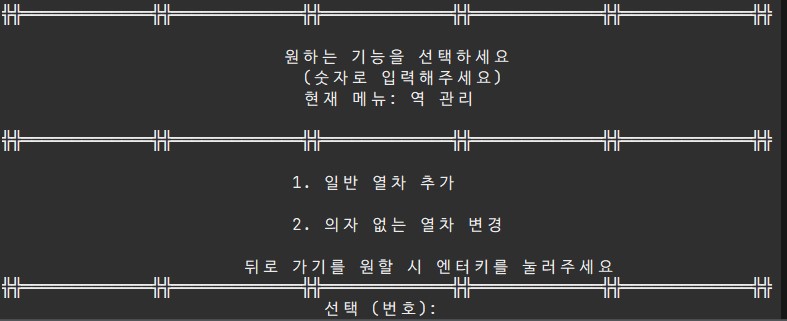 원하는 기능을 선택하세요
(숫자로 입력해주세요)
현재 메뉴: 역 관리
1. 일반 열차 추가
2. 의자 없는 열차 변경
뒤로 가기를 원할 시 엔터키를 눌러주세요
선택 (번호):